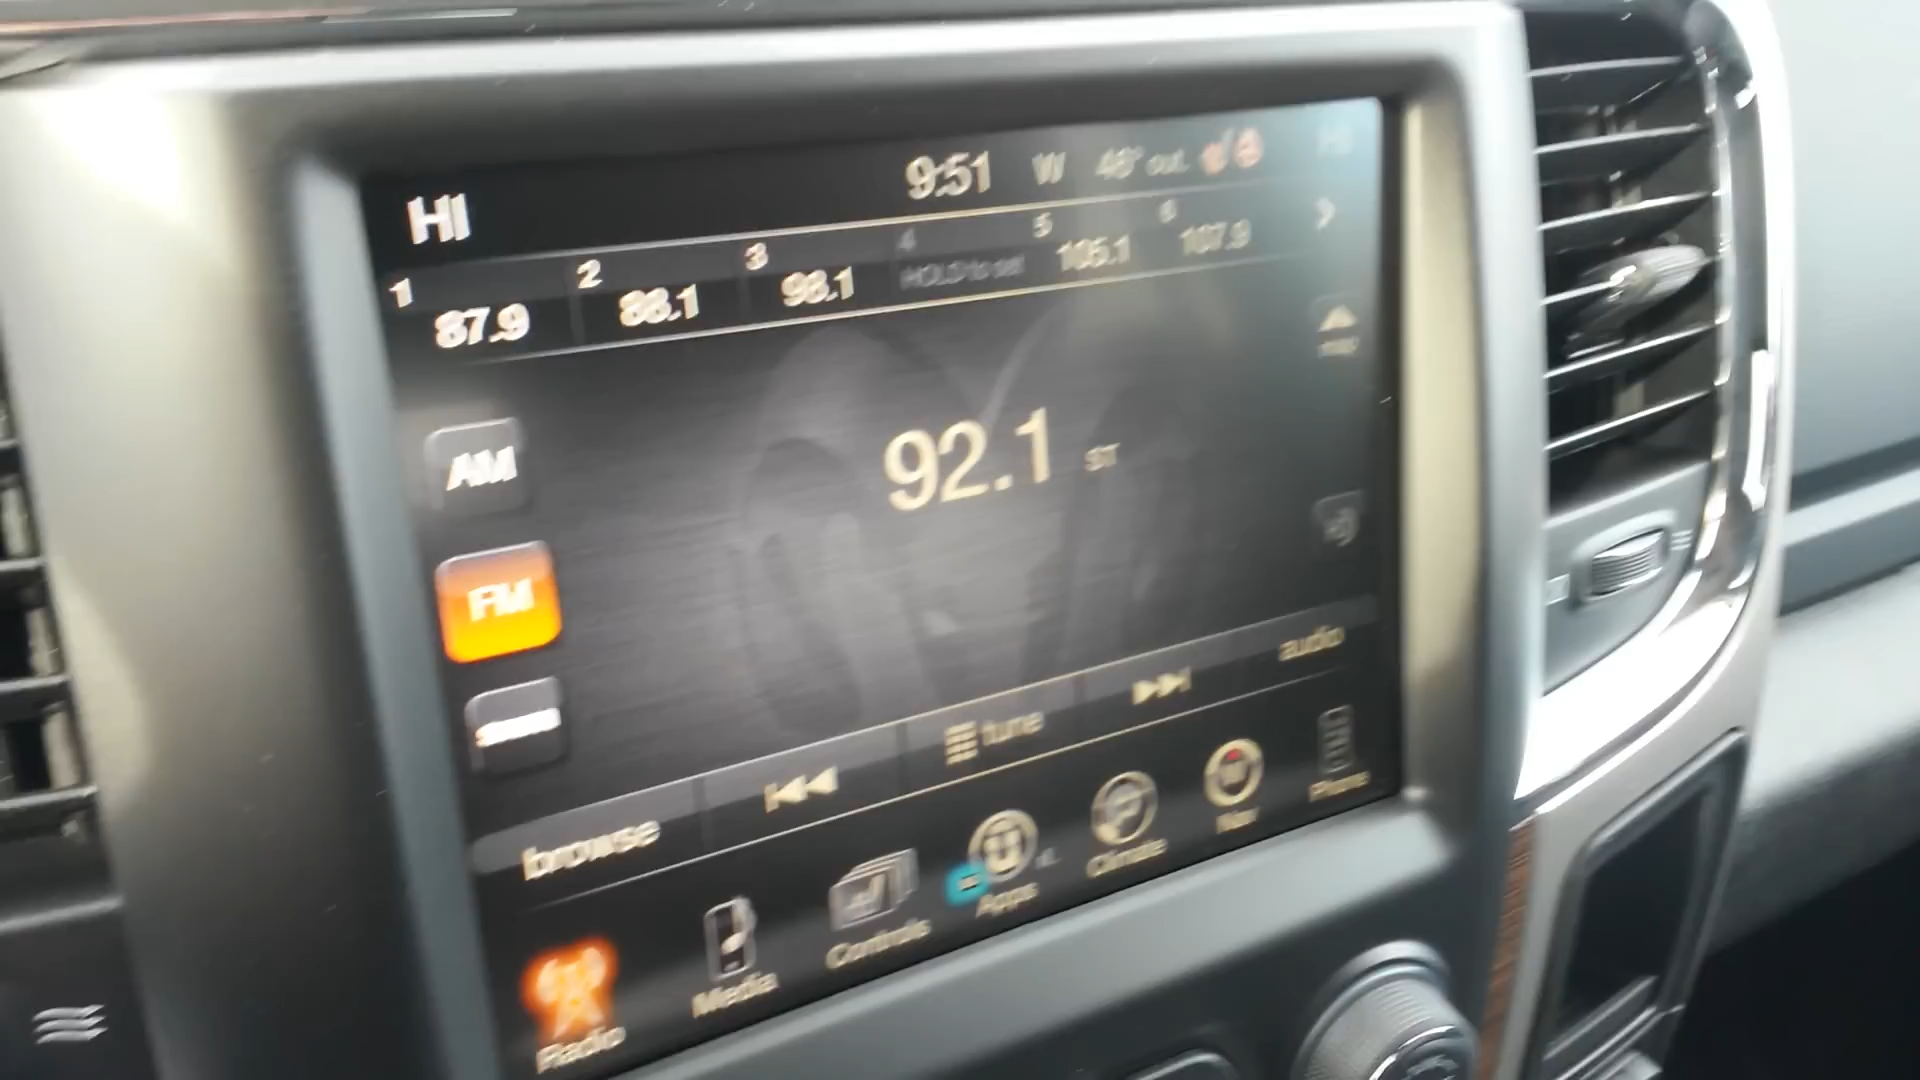 HI 9:51 W 46° out.
1 87.9 2 88.1 3 98.1 4 HOLD to set 5 105.1 6 107.9
92.1 ST
AM
FM
browse tune audio
Radio Media Controls Apps Climate Nav Phone